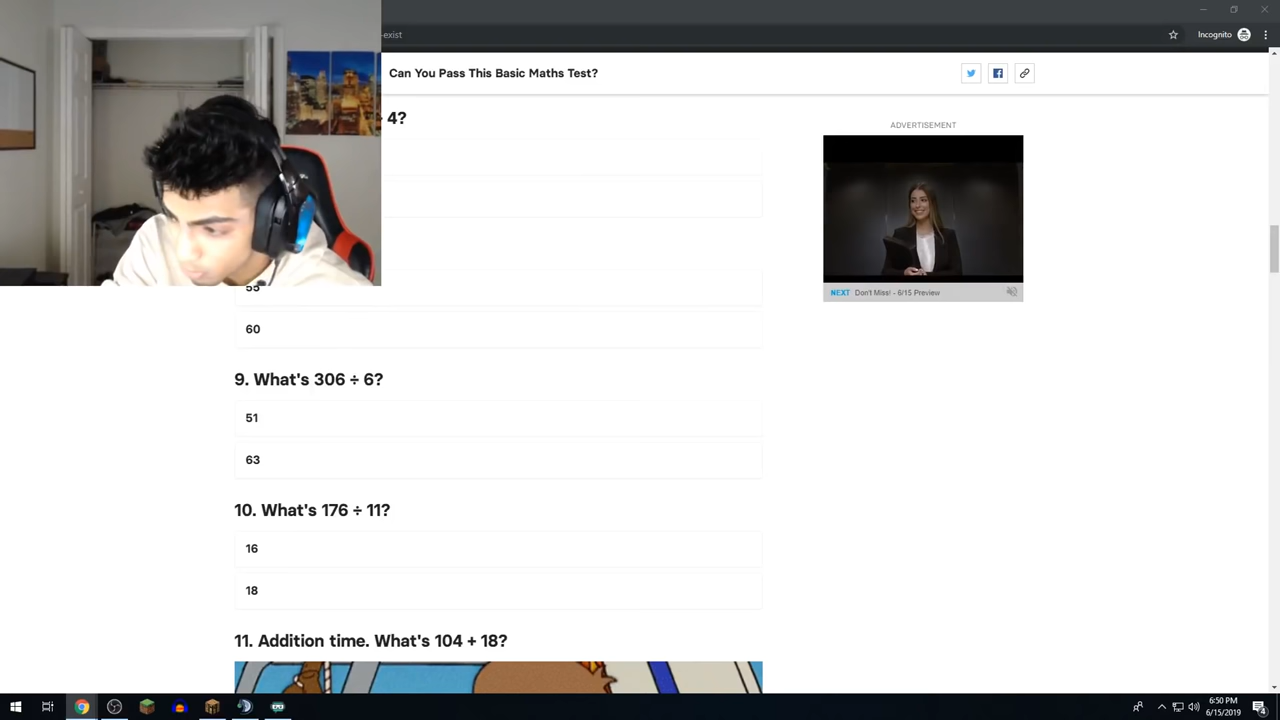 -exist
Incognito
Can You Pass This Basic Maths Test?
÷ 4?
ADVERTISEMENT
NEXT Don't Miss! - 6/15 Preview
55
60
9. What's 306 ÷ 6?
51
63
10. What's 176 ÷ 11?
16
18
11. Addition time. What's 104 + 18?
6:50 PM
6/15/2019
4